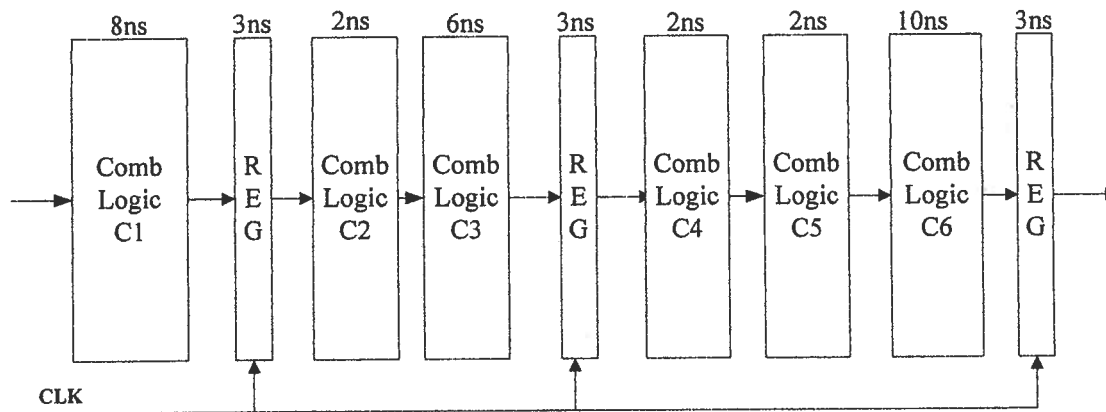 8ns 3ns 2ns 6ns 3ns 2ns 2ns 10ns 3ns
Comb
Logic
C1
R
E
G
Comb
Logic
C2
Comb
Logic
C3
R
E
G
Comb
Logic
C4
Comb
Logic
C5
Comb
Logic
C6
R
E
G
CLK